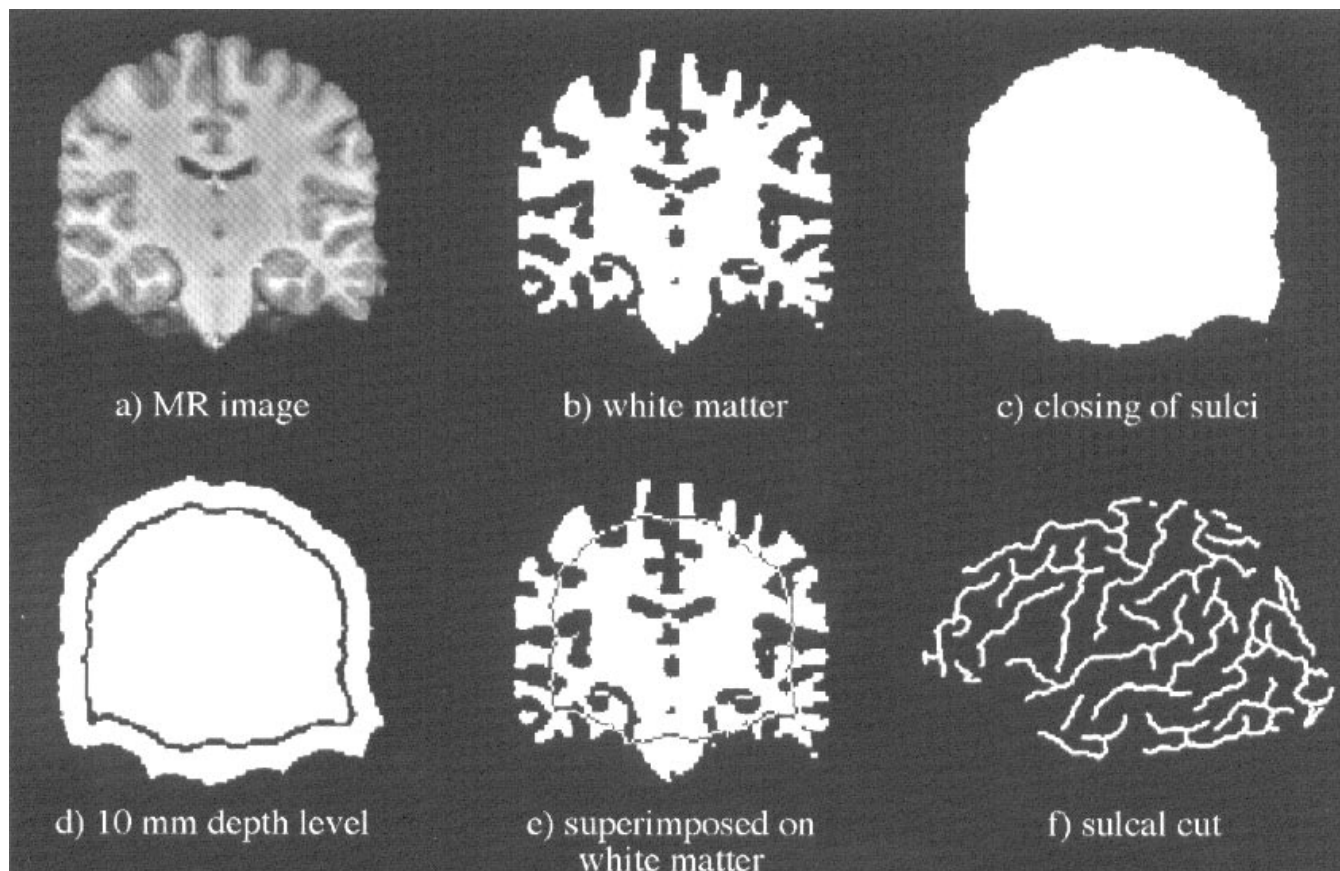 a) MR image
b) white matter
c) closing of sulci
d) 10 mm depth level
e) superimposed on
white matter
f) sulcal cut